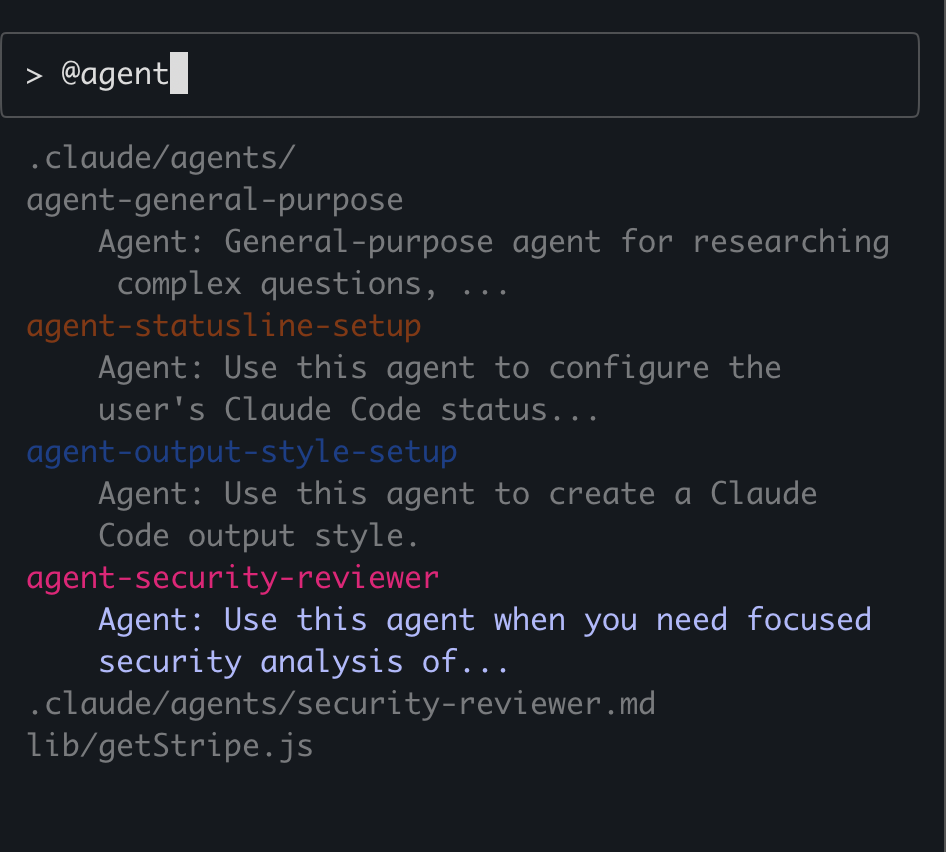 > @agent
.claude/agents/
agent-general-purpose
Agent: General-purpose agent for researching
complex questions, ...
agent-statusline-setup
Agent: Use this agent to configure the
user's Claude Code status...
agent-output-style-setup
Agent: Use this agent to create a Claude
Code output style.
agent-security-reviewer
Agent: Use this agent when you need focused
security analysis of...
.claude/agents/security-reviewer.md
lib/getStripe.js